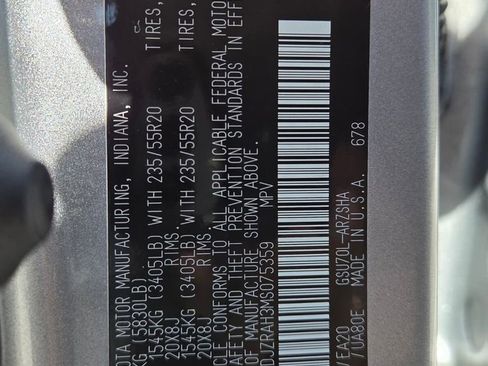 OTA MOTOR MANUFACTURING, INDIANA, INC.
KG (5830LB)
1545KG (3405LB) WITH 235/55R20 TIRES,
20X8J RIMS.
1545KG (3405LB) WITH 235/55R20 TIRES,
20X8J RIMS.
CLE CONFORMS TO ALL APPLICABLE FEDERAL MOTO
SAFETY AND THEFT PREVENTION STANDARDS IN EFF
OF MANUFACTURE SHOWN ABOVE.
DJZRAH3MS075359 MPV
EA20 GSU70L-ARZSHA
/UA80E MADE IN U.S.A. 678